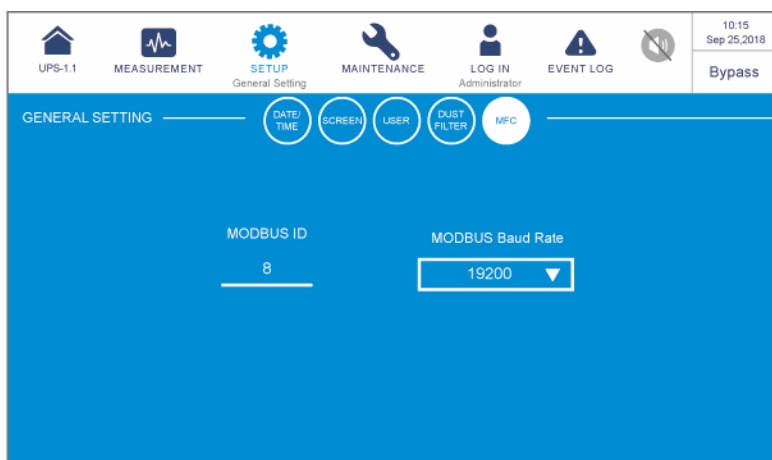 10:15
Sep 25,2018
UPS-1.1
MEASUREMENT
SETUP
General Setting
MAINTENANCE
LOG IN
Administrator
EVENT LOG
Bypass
GENERAL SETTING
DATE/
TIME
SCREEN
USER
DUST
FILTER
MFC
MODBUS ID
8
MODBUS Baud Rate
19200